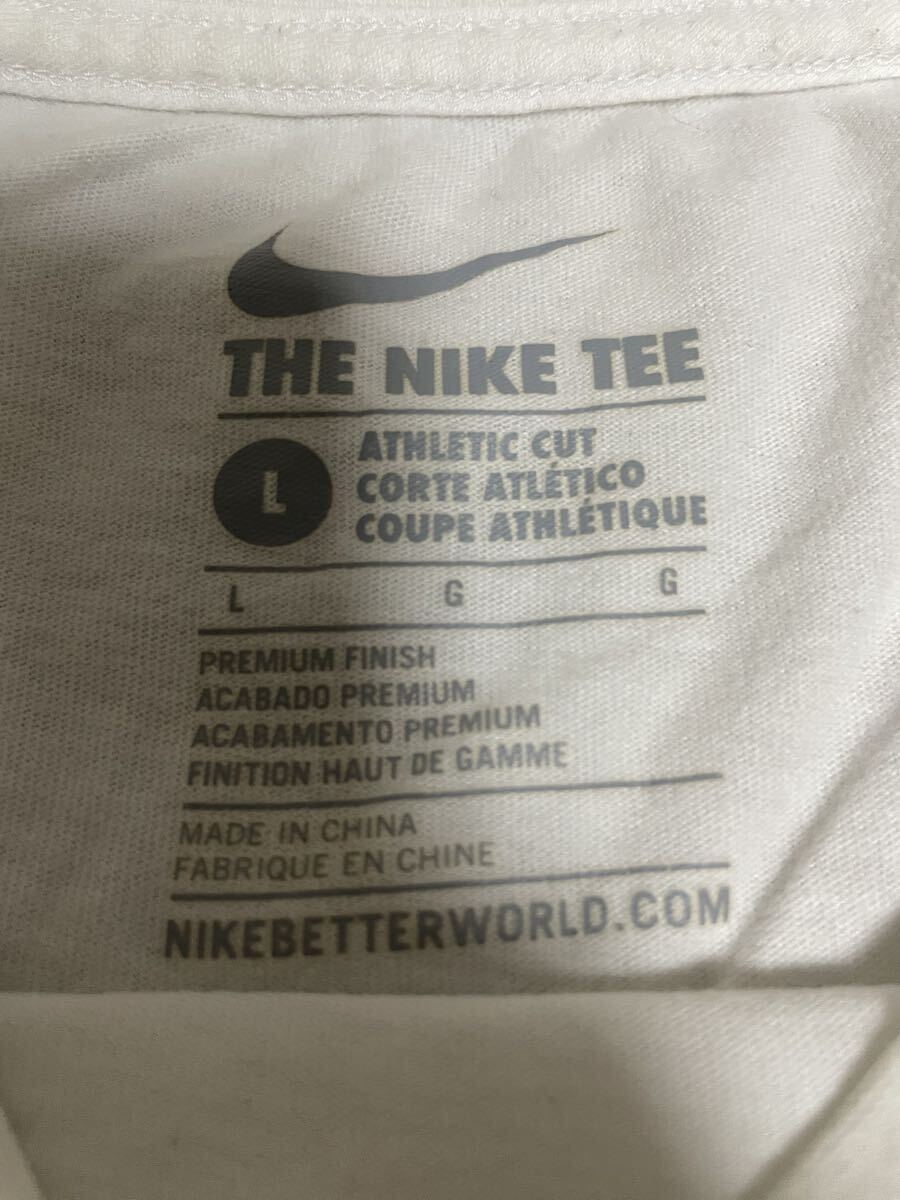 THE NIKE TEE
L
ATHLETIC CUT
CORTE ATLÉTICO
COUPE ATHLÉTIQUE
L G G
PREMIUM FINISH
ACABADO PREMIUM
ACABAMENTO PREMIUM
FINITION HAUT DE GAMME
MADE IN CHINA
FABRIQUE EN CHINE
NIKEBETTERWORLD.COM